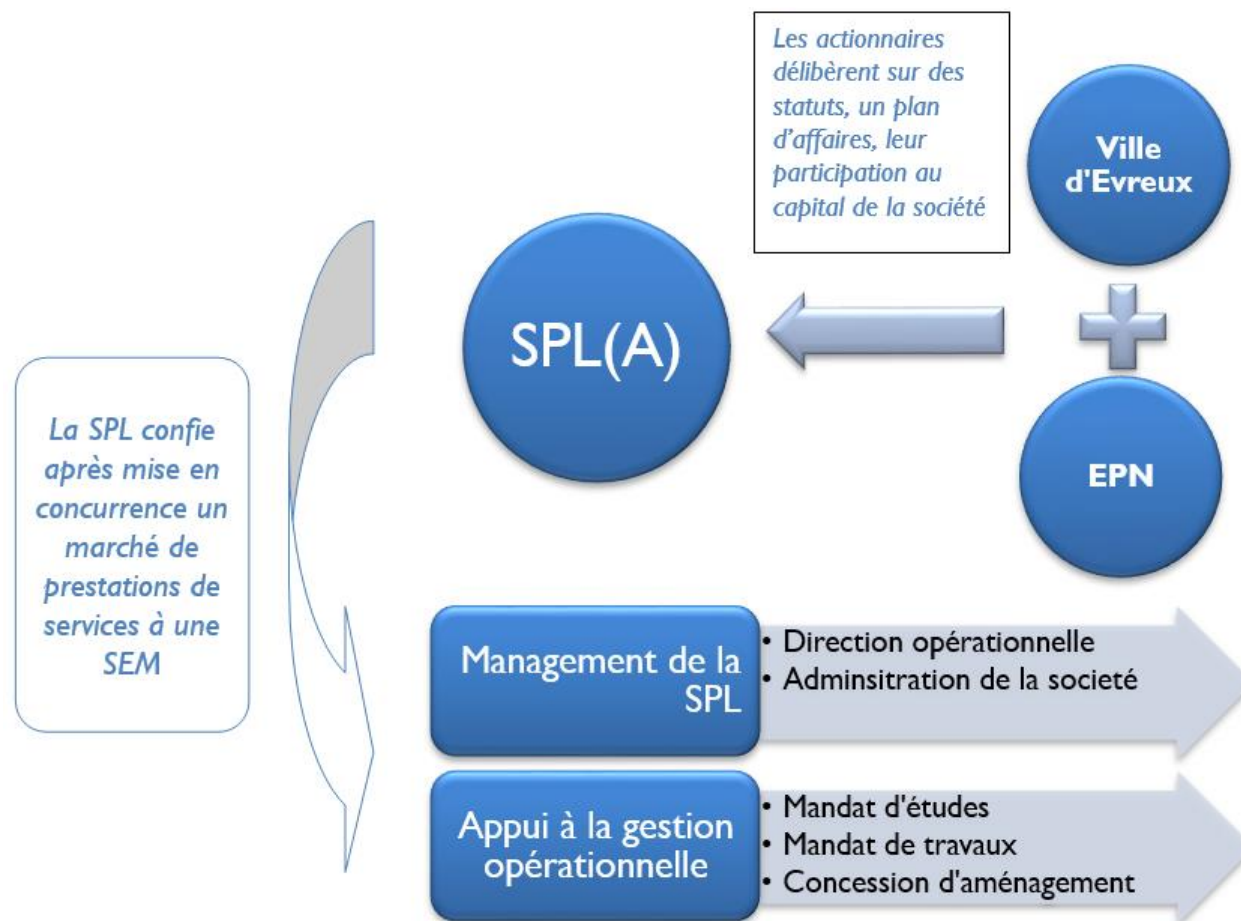 Les actionnaires
délibèrent sur des
statuts, un plan
d'affaires, leur
participation au
capital de la société
Ville
d'Evreux
SPL(A)
EPN
La SPL confie
après mise en
concurrence un
marché de
prestations de
services à une
SEM
Management de la
SPL
• Direction opérationnelle
• Adminsitration de la societé
Appui à la gestion
opérationnelle
• Mandat d'études
• Mandat de travaux
• Concession d'aménagement